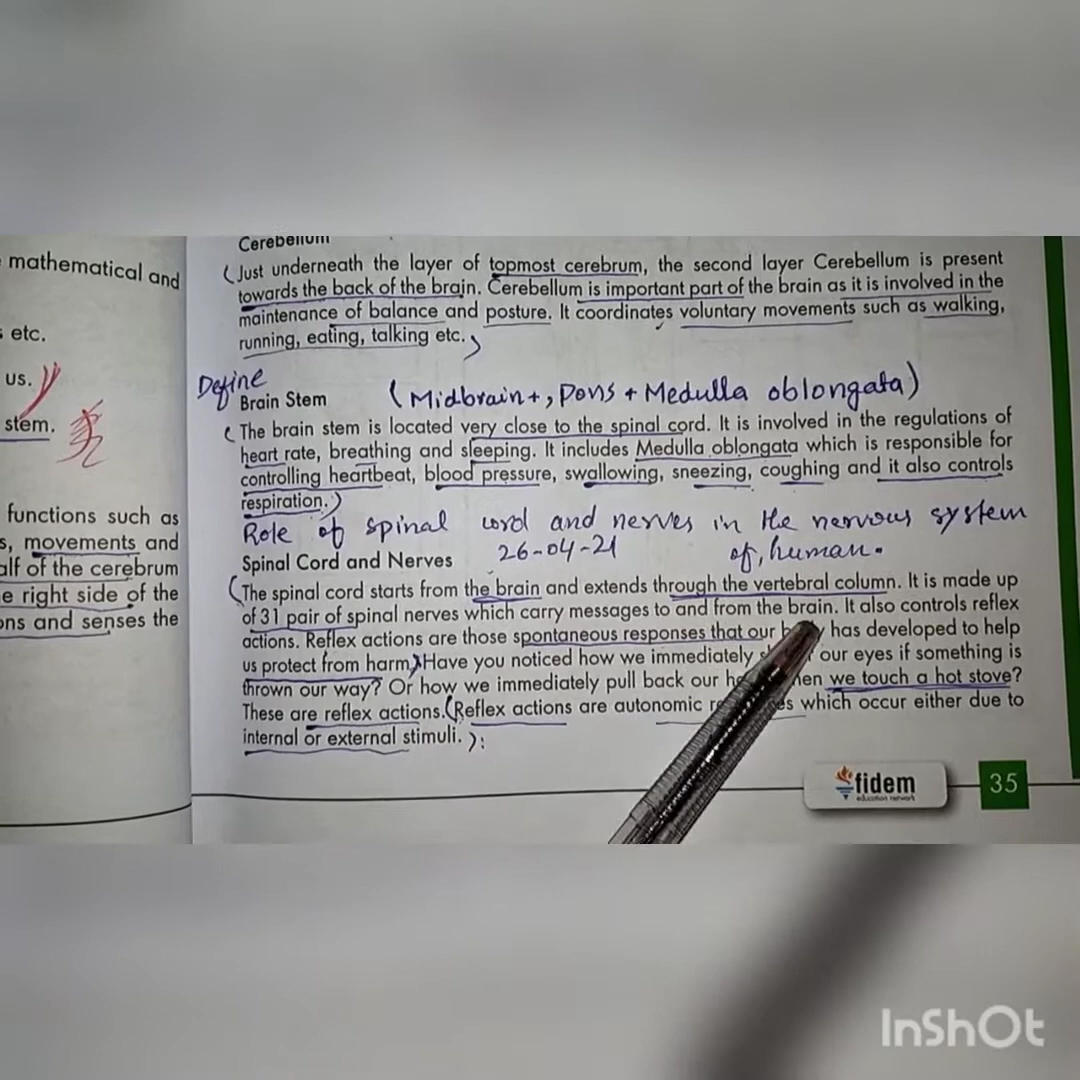 mathematical and
etc.
us.
stem.
functions such as
s, movements and
alf of the cerebrum
e right side of the
ons and senses the
Cerebellum
(Just underneath the layer of topmost cerebrum, the second layer Cerebellum is present
towards the back of the brain. Cerebellum is important part of the brain as it is involved in the
maintenance of balance and posture. It coordinates voluntary movements such as walking,
running, eating, talking etc.)
Define
Brain Stem (Midbrain+, Pons + Medulla oblongata)
(The brain stem is located very close to the spinal cord. It is involved in the regulations of
heart rate, breathing and sleeping. It includes Medulla oblongata which is responsible for
controlling heartbeat, blood pressure, swallowing, sneezing, coughing and it also controls
respiration.)
Role of spinal cord and nerves in the nervous system
of, human.
Spinal Cord and Nerves 26-04-21
(The spinal cord starts from the brain and extends through the vertebral column. It is made up
of 31 pair of spinal nerves which carry messages to and from the brain. It also controls reflex
actions. Reflex actions are those spontaneous responses that our has developed to help
us protect from harm.) Have you noticed how we immediately our eyes if something is
thrown our way? Or how we immediately pull back our we touch a hot stove?
These are reflex actions. (Reflex actions are autonomic which occur either due to
internal or external stimuli.):
fidem
education network
35
InShOt